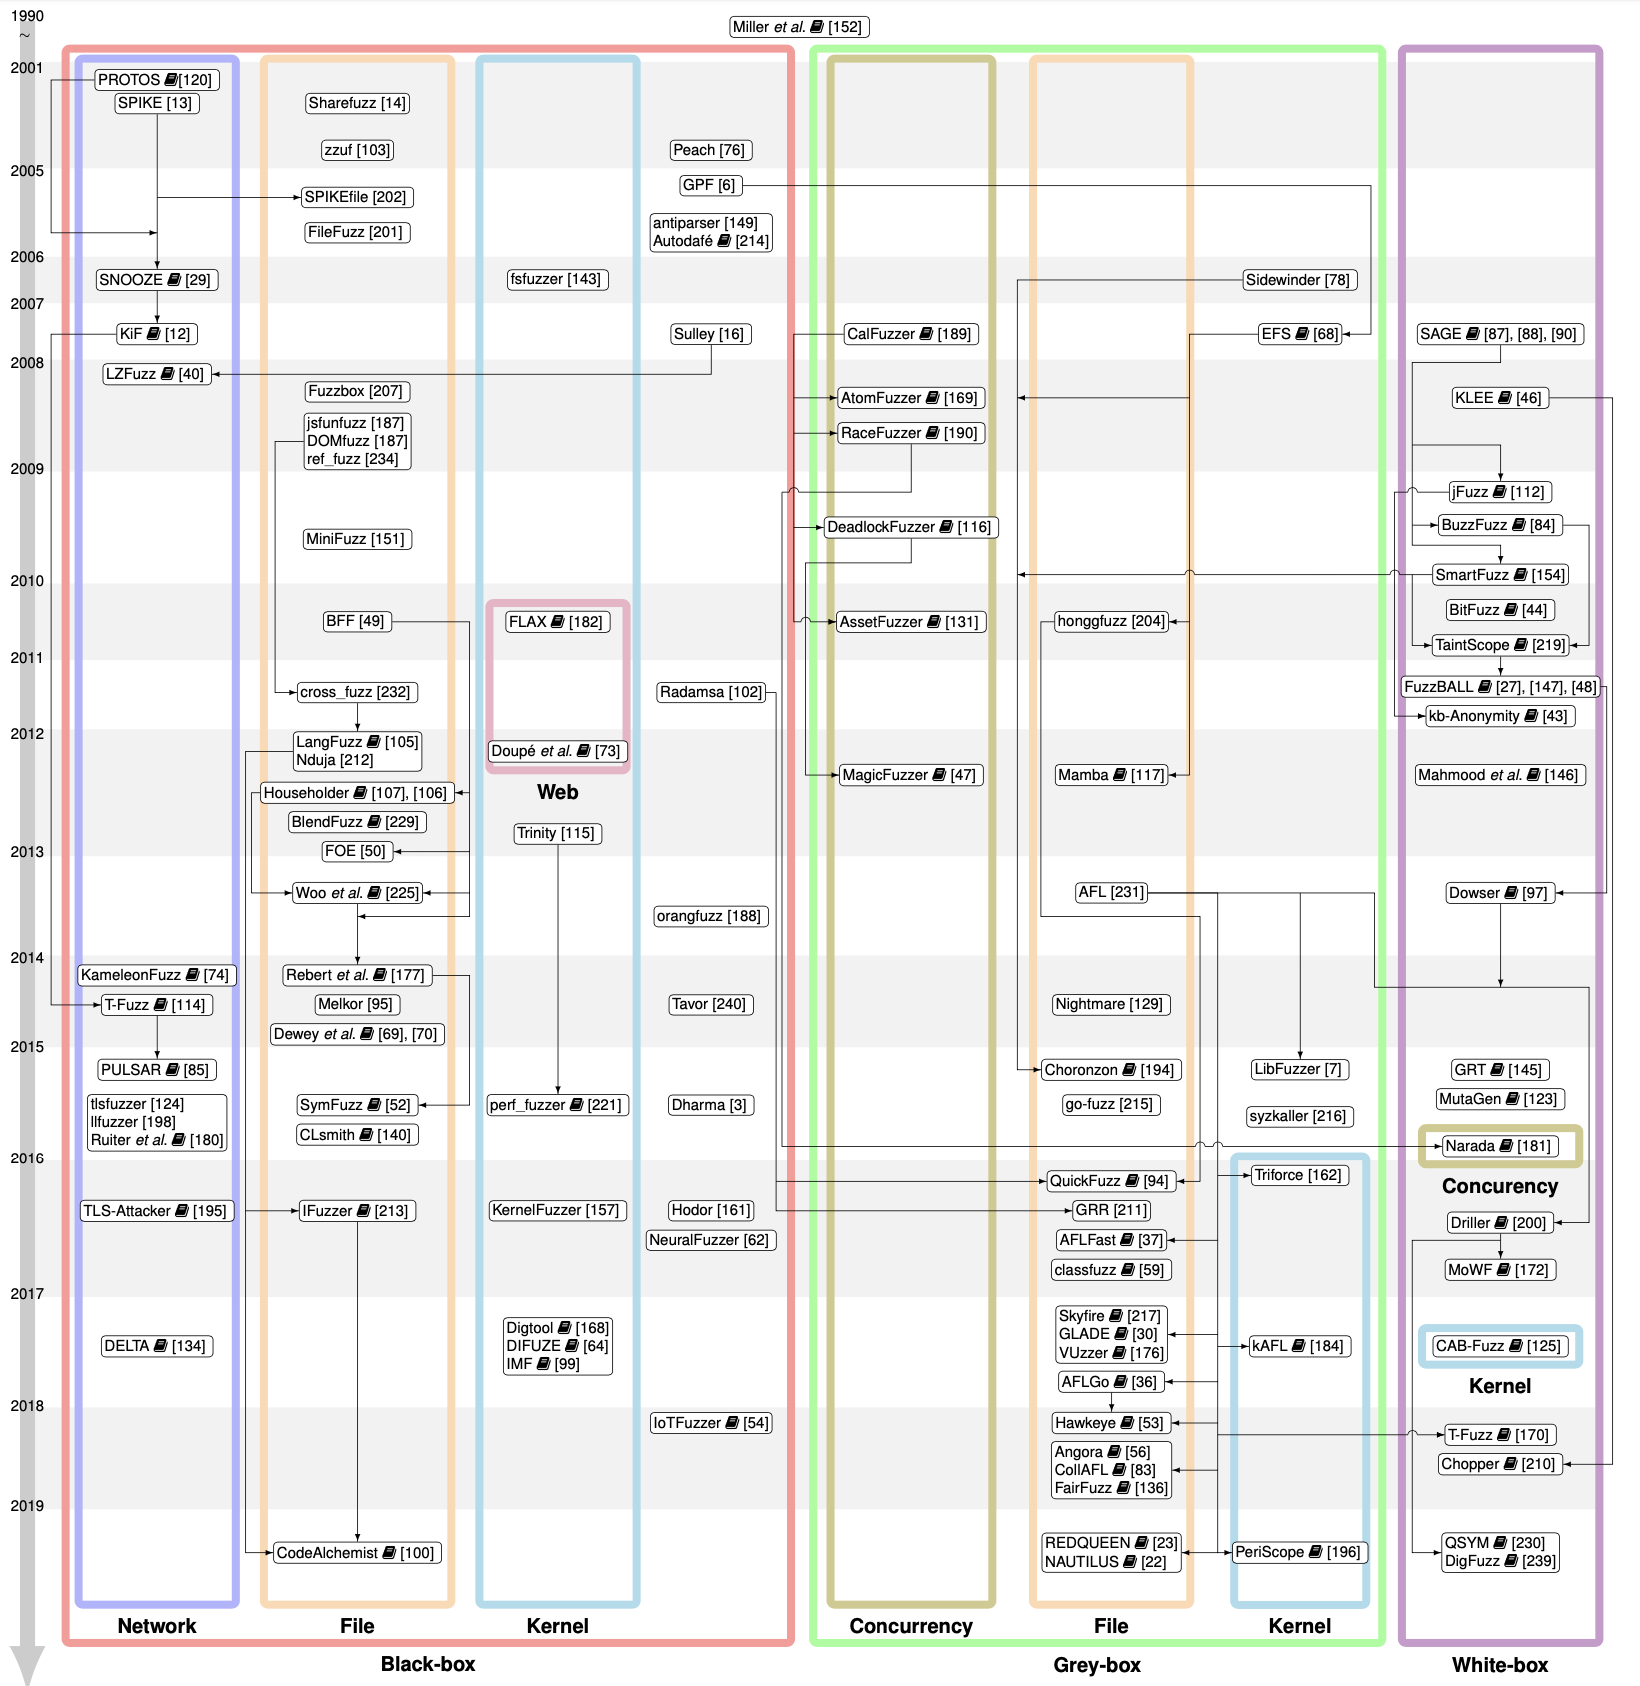 1990
~
Miller et al. [152]
2001
PROTOS [120]
SPIKE [13]
Sharefuzz [14]
zzuf [103]
Peach [76]
2005
GPF [6]
SPIKEfile [202]
antiparser [149]
Autodafé [214]
FileFuzz [201]
2006
SNOOZE [29]
fsfuzzer [143]
Sidewinder [78]
2007
KiF [12]
Sulley [16]
CalFuzzer [189]
EFS [68]
SAGE [87], [88], [90]
2008
LZFuzz [40]
Fuzzbox [207]
AtomFuzzer [169]
KLEE [46]
jsfunfuzz [187]
DOMfuzz [187]
ref_fuzz [234]
RaceFuzzer [190]
2009
jFuzz [112]
DeadlockFuzzer [116]
BuzzFuzz [84]
MiniFuzz [151]
2010
SmartFuzz [154]
BitFuzz [44]
BFF [49]
FLAX [182]
AssetFuzzer [131]
honggfuzz [204]
TaintScope [219]
2011
cross_fuzz [232]
Radamsa [102]
FuzzBALL [27], [147], [48]
kb-Anonymity [43]
2012
LangFuzz [105]
Nduja [212]
Doupé et al. [73]
MagicFuzzer [47]
Mamba [117]
Mahmood et al. [146]
Web
Householder [107], [106]
BlendFuzz [229]
Trinity [115]
2013
FOE [50]
Woo et al. [225]
AFL [231]
Dowser [97]
orangfuzz [188]
2014
KameleonFuzz [74]
Rebert et al. [177]
T-Fuzz [114]
Melkor [95]
Tavor [240]
Nightmare [129]
Dewey et al. [69], [70]
2015
PULSAR [85]
Choronzon [194]
LibFuzzer [7]
GRT [145]
tlsfuzzer [124]
llfuzzer [198]
Ruiter et al. [180]
SymFuzz [52]
perf_fuzzer [221]
Dharma [3]
go-fuzz [215]
syzkaller [216]
MutaGen [123]
CLsmith [140]
Narada [181]
2016
Concurency
QuickFuzz [94]
Triforce [162]
TLS-Attacker [195]
IFuzzer [213]
KernelFuzzer [157]
Hodor [161]
GRR [211]
Driller [200]
NeuralFuzzer [62]
AFLFast [37]
classfuzz [59]
MoWF [172]
2017
Skyfire [217]
GLADE [30]
VUzzer [176]
Digtool [168]
DIFUZE [64]
IMF [99]
DELTA [134]
kAFL [184]
CAB-Fuzz [125]
Kernel
AFLGo [36]
2018
IoTFuzzer [54]
Hawkeye [53]
T-Fuzz [170]
Angora [56]
CollAFL [83]
FairFuzz [136]
Chopper [210]
2019
CodeAlchemist [100]
REDQUEEN [23]
NAUTILUS [22]
PeriScope [196]
QSYM [230]
DigFuzz [239]
Network
File
Kernel
Concurrency
File
Kernel
Black-box
Grey-box
White-box